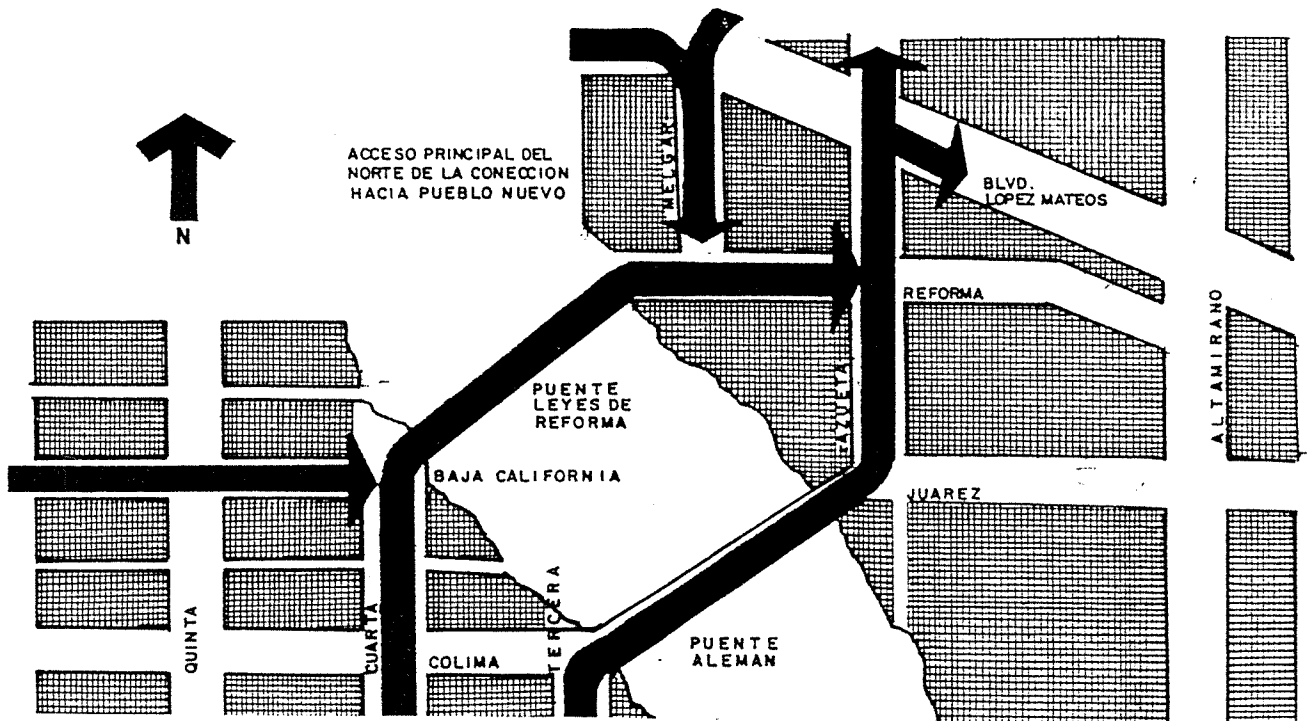 ACCESO PRINCIPAL DEL
NORTE DE LA CONECCION
HACIA PUEBLO NUEVO
N
MELGAR
BLVD.
LOPEZ MATEOS
REFORMA
ALTAMIRANO
PUENTE
LEYES DE
REFORMA
AZUETA
BAJA CALIFORNIA
JUAREZ
QUINTA
CUARTA
COLIMA
TERCERA
PUENTE
ALEMAN